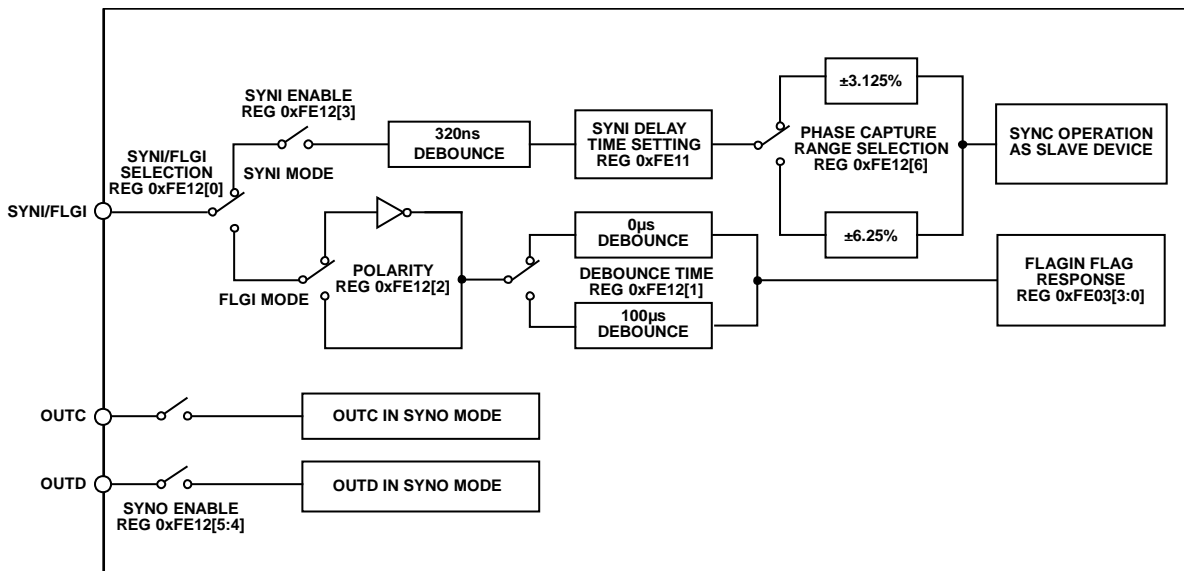 ±3.125%
SYNI ENABLE
REG 0xFE12[3]
320ns
DEBOUNCE
SYNI DELAY
TIME SETTING
REG 0xFE11
PHASE CAPTURE
RANGE SELECTION
REG 0xFE12[6]
SYNC OPERATION
AS SLAVE DEVICE
SYNI/FLGI
SELECTION
REG 0xFE12[0]
SYNI MODE
SYNI/FLGI
±6.25%
0µs
DEBOUNCE
POLARITY
REG 0xFE12[2]
DEBOUNCE TIME
REG 0xFE12[1]
FLAGIN FLAG
RESPONSE
REG 0xFE03[3:0]
FLGI MODE
100µs
DEBOUNCE
OUTC
OUTC IN SYNO MODE
OUTD
OUTD IN SYNO MODE
SYNO ENABLE
REG 0xFE12[5:4]